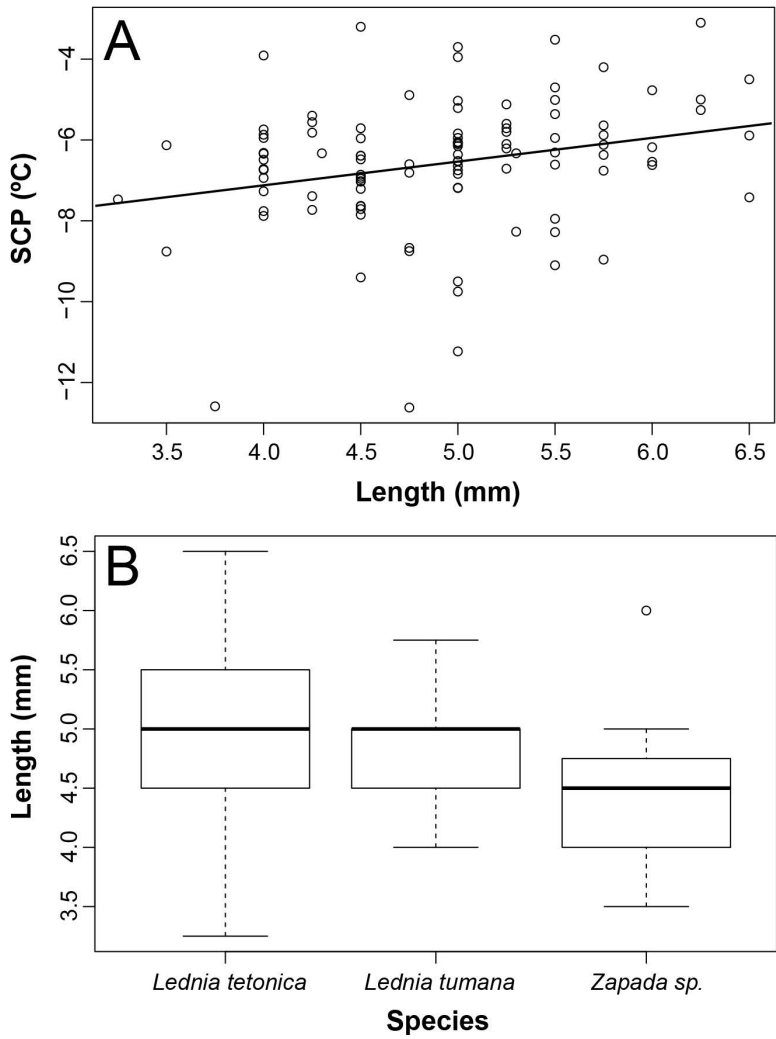 A
SCP (ºC)
−4
−6
−8
−10
−12
3.5 4.0 4.5 5.0 5.5 6.0 6.5
Length (mm)
B
Length (mm)
6.5
6.0
5.5
5.0
4.5
4.0
3.5
Lednia tetonica Lednia tumana Zapada sp.
Species